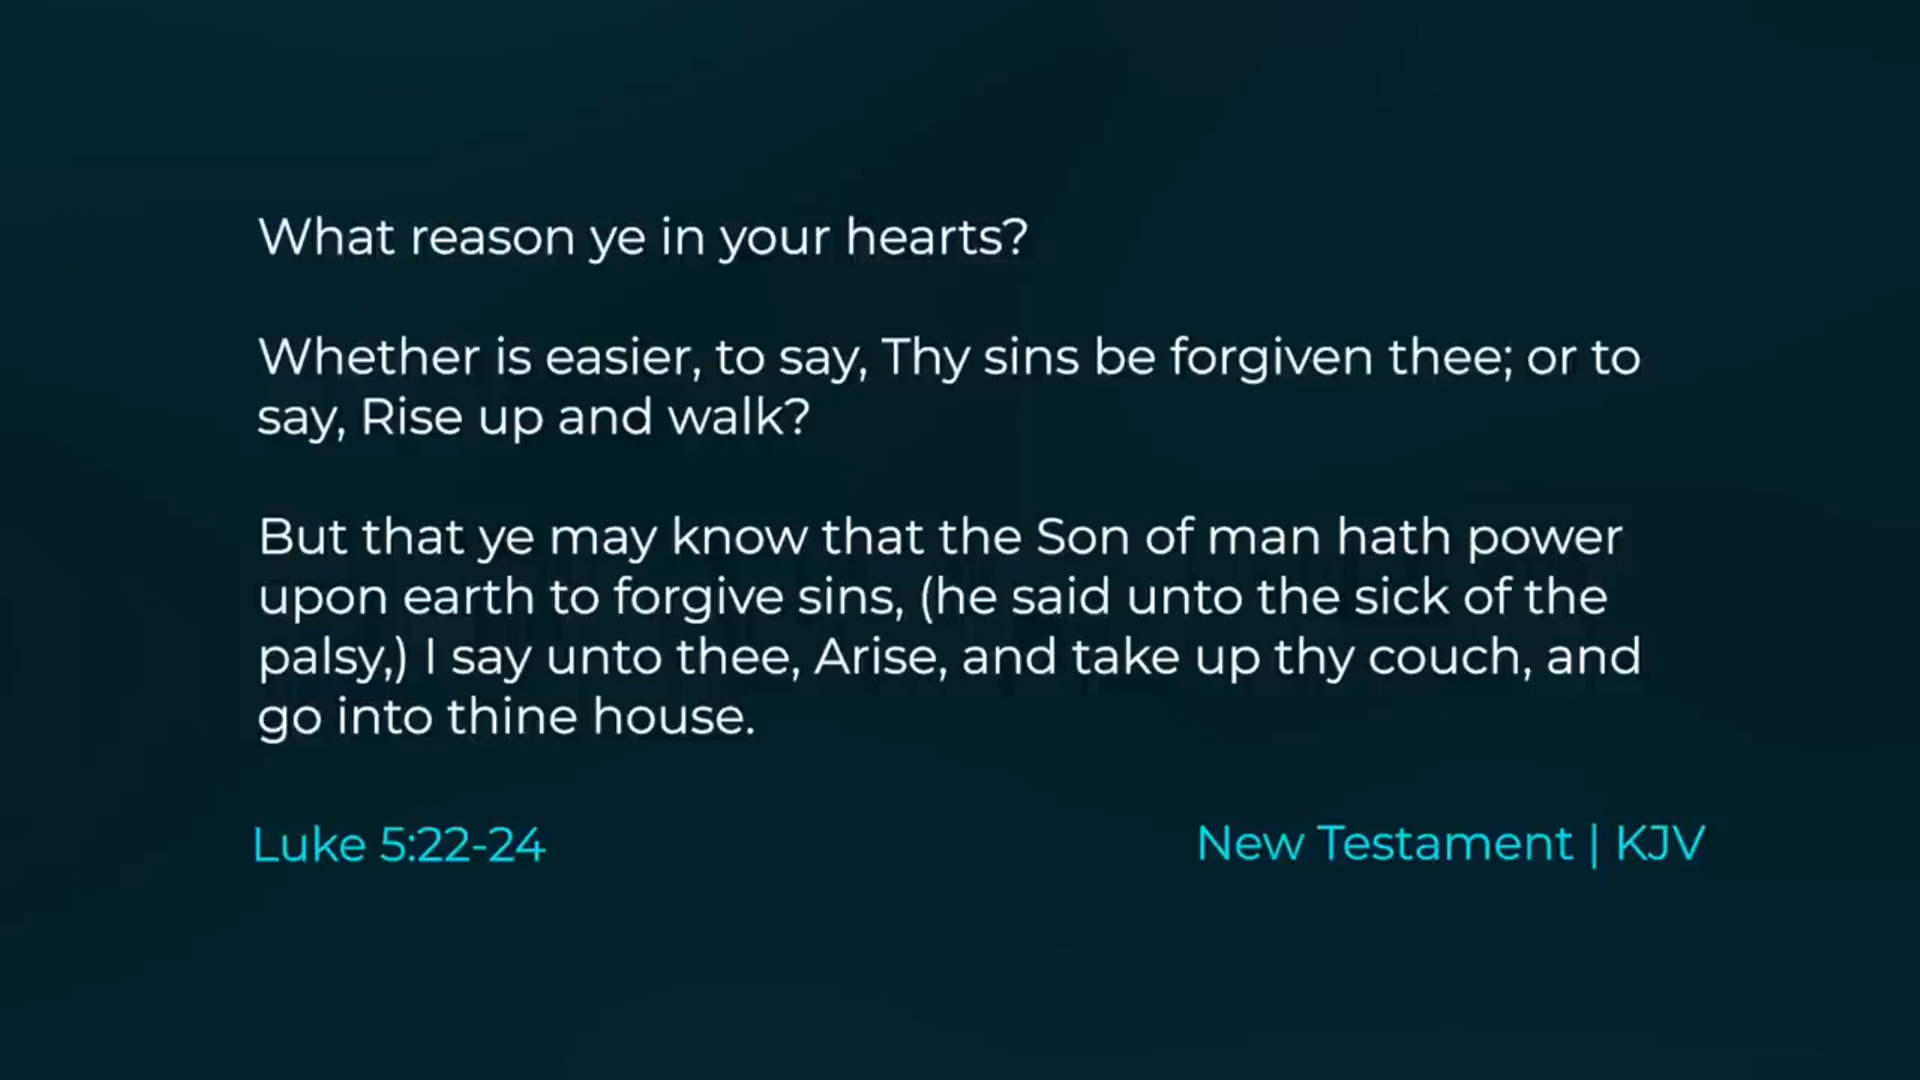 What reason ye in your hearts?
Whether is easier, to say, Thy sins be forgiven thee; or to
say, Rise up and walk?
But that ye may know that the Son of man hath power
upon earth to forgive sins, (he said unto the sick of the
palsy,) I say unto thee, Arise, and take up thy couch, and
go into thine house.
Luke 5:22-24
New Testament | KJV